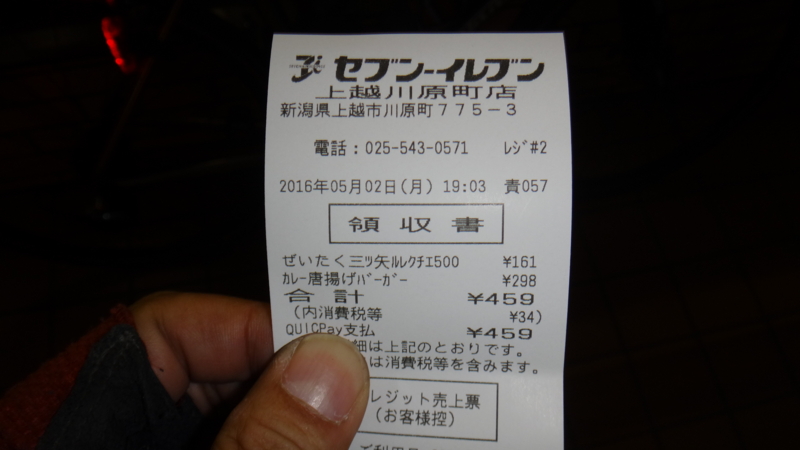 セブン-イレブン
上越川原町店
新潟県上越市川原町775-3
電話:025-543-0571 レジ#2
2016年05月02日(月) 19:03 責057
領収書
ぜいたく三ツ矢ルレクチエ500 ¥161
カレー唐揚げバーガー ¥298
合計 ¥459
(内消費税等 ¥34)
QUICPay支払 ¥459
細は上記のとおりです。
は消費税等を含みます。
レジット売上票
(お客様控)